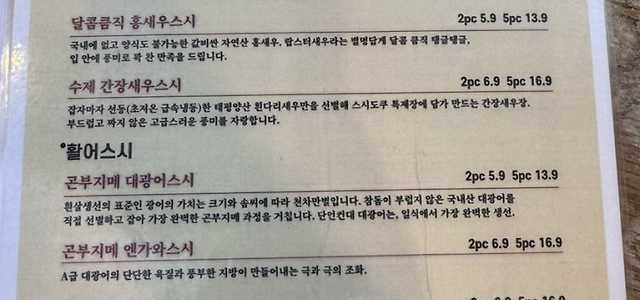 달콤큼직 홍새우스시 2pc 5.9 5pc 13.9
국내에 없고 양식도 불가능한 값비싼 자연산 홍새우. 랍스터새우라는 별명답게 달콤 큼직 탱글탱글,
입 안에 풍미로 꽉 찬 만족을 드립니다.
수제 간장새우스시 2pc 6.9 5pc 16.9
잡자마자 선동(초저온 급속냉동)한 태평양산 흰다리새우만을 선별해 스시도쿠 특제장에 담가 만드는 간장새우장.
부드럽고 짜지 않은 고급스러운 풍미를 자랑합니다.
•활어스시
곤부지메 대광어스시 2pc 5.9 5pc 13.9
흰살생선의 표준인 광어의 가치는 크기와 솜씨에 따라 천차만별입니다. 참돔이 부럽지 않은 국내산 대광어를
직접 선별하고 잡아 가장 완벽한 곤부지메 과정을 거칩니다. 단언컨대 대광어는, 일식에서 가장 완벽한 생선.
곤부지메 엔가와스시 2pc 6.9 5pc 16.9
A급 대광어의 단단한 육질과 풍부한 지방이 만들어내는 극과 극의 조화.